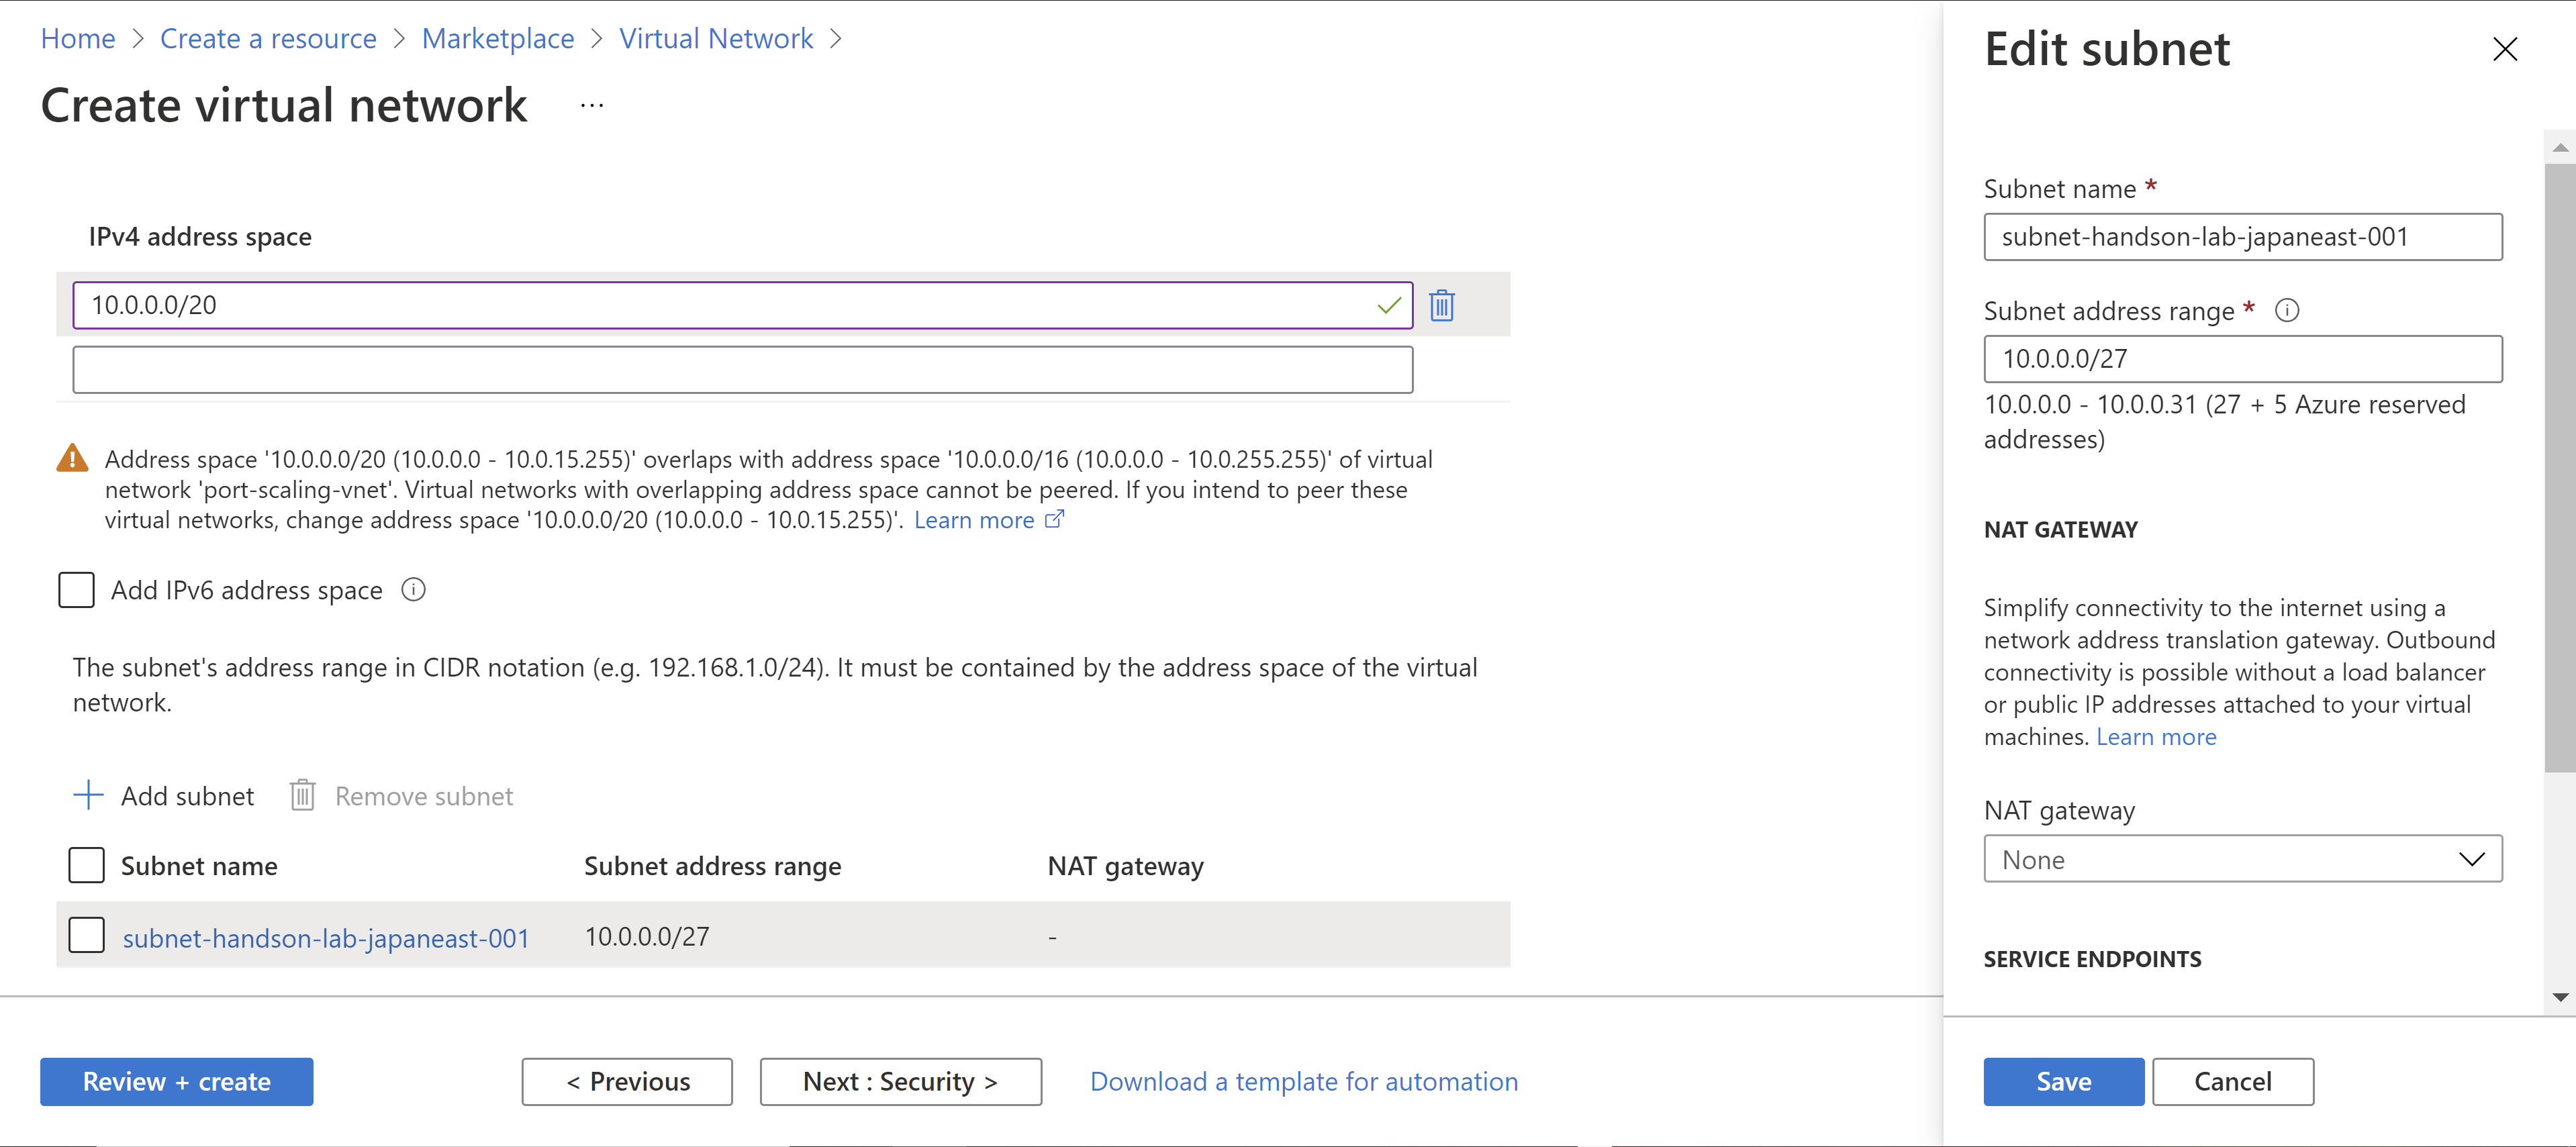 Home > Create a resource > Marketplace > Virtual Network >
Create virtual network ...
IPv4 address space
10.0.0.0/20
Address space '10.0.0.0/20 (10.0.0.0 - 10.0.15.255)' overlaps with address space '10.0.0.0/16 (10.0.0.0 - 10.0.255.255)' of virtual
network 'port-scaling-vnet'. Virtual networks with overlapping address space cannot be peered. If you intend to peer these
virtual networks, change address space '10.0.0.0/20 (10.0.0.0 - 10.0.15.255)'. Learn more
Add IPv6 address space
The subnet's address range in CIDR notation (e.g. 192.168.1.0/24). It must be contained by the address space of the virtual
network.
Add subnet Remove subnet
Subnet name Subnet address range NAT gateway
subnet-handson-lab-japaneast-001 10.0.0.0/27 -
Review + create < Previous Next : Security > Download a template for automation
Edit subnet
Subnet name *
subnet-handson-lab-japaneast-001
Subnet address range *
10.0.0.0/27
10.0.0.0 - 10.0.0.31 (27 + 5 Azure reserved
addresses)
NAT GATEWAY
Simplify connectivity to the internet using a
network address translation gateway. Outbound
connectivity is possible without a load balancer
or public IP addresses attached to your virtual
machines. Learn more
NAT gateway
None
SERVICE ENDPOINTS
Save Cancel